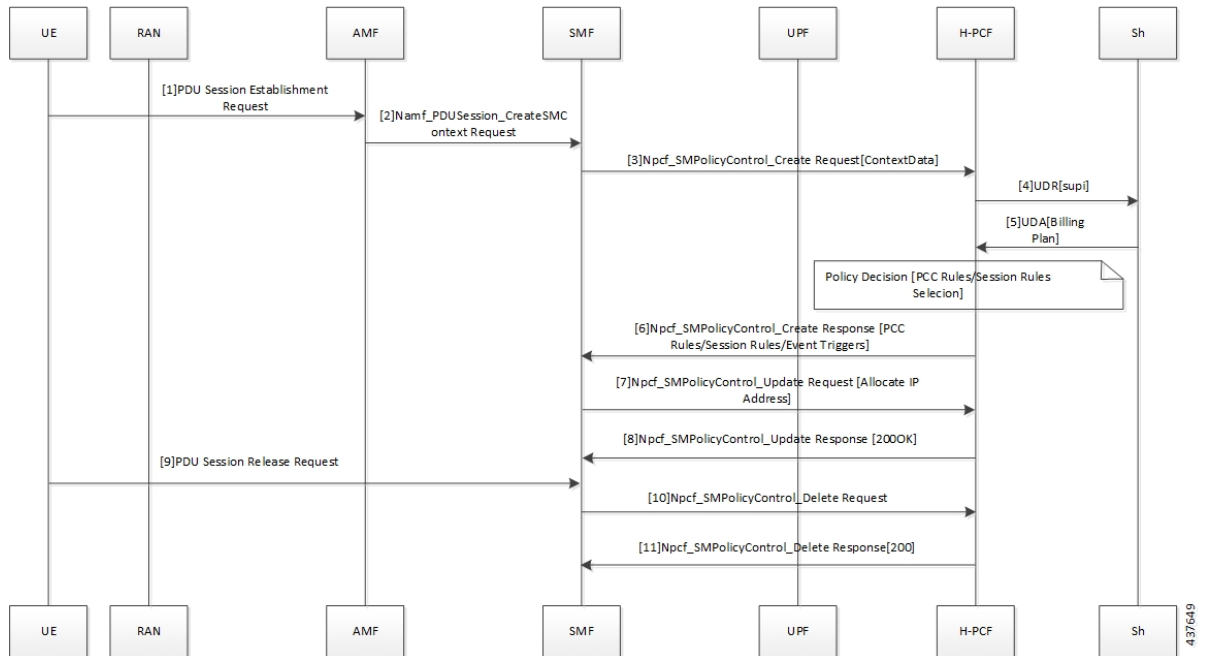 UE RAN AMF SMF UPF H-PCF Sh
[1]PDU Session Establishment
Request
[2]Namf_PDUSession_CreateSMC
ontext Request
[3]Npcf_SMPolicyControl_Create Request[ContextData]
[4]UDR[supi]
[5]UDA[Billing
Plan]
Policy Decision [PCC Rules/Session Rules
Selecion]
[6]Npcf_SMPolicyControl_Create Response [PCC
Rules/Session Rules/Event Triggers]
[7]Npcf_SMPolicyControl_Update Request [Allocate IP
Address]
[8]Npcf_SMPolicyControl_Update Response [200OK]
[9]PDU Session Release Request
[10]Npcf_SMPolicyControl_Delete Request
[11]Npcf_SMPolicyControl_Delete Response[200]
UE RAN AMF SMF UPF H-PCF Sh
437649